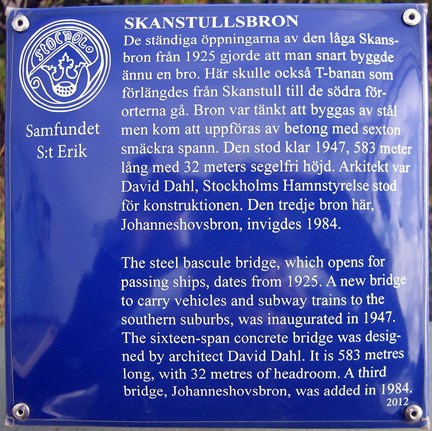 SKANSTULLSBRON
De ständiga öppningarna av den låga Skans-
bron från 1925 gjorde att man snart byggde
ännu en bro. Här skulle också T-banan som
förlängdes från Skanstull till de södra för-
orterna gå. Bron var tänkt att byggas av stål
men kom att uppföras av betong med sexton
smäckra spann. Den stod klar 1947, 583 meter
lång med 32 meters segelfri höjd. Arkitekt var
David Dahl, Stockholms Hamnstyrelse stod
för konstruktionen. Den tredje bron här,
Johanneshovsbron, invigdes 1984.
STOCHOL
Samfundet
S:t Erik
The steel bascule bridge, which opens for
passing ships, dates from 1925. A new bridge
to carry vehicles and subway trains to the
southern suburbs, was inaugurated in 1947.
The sixteen-span concrete bridge was desig-
ned by architect David Dahl. It is 583 metres
long, with 32 metres of headroom. A third
bridge, Johanneshovsbron, was added in 1984.
2012